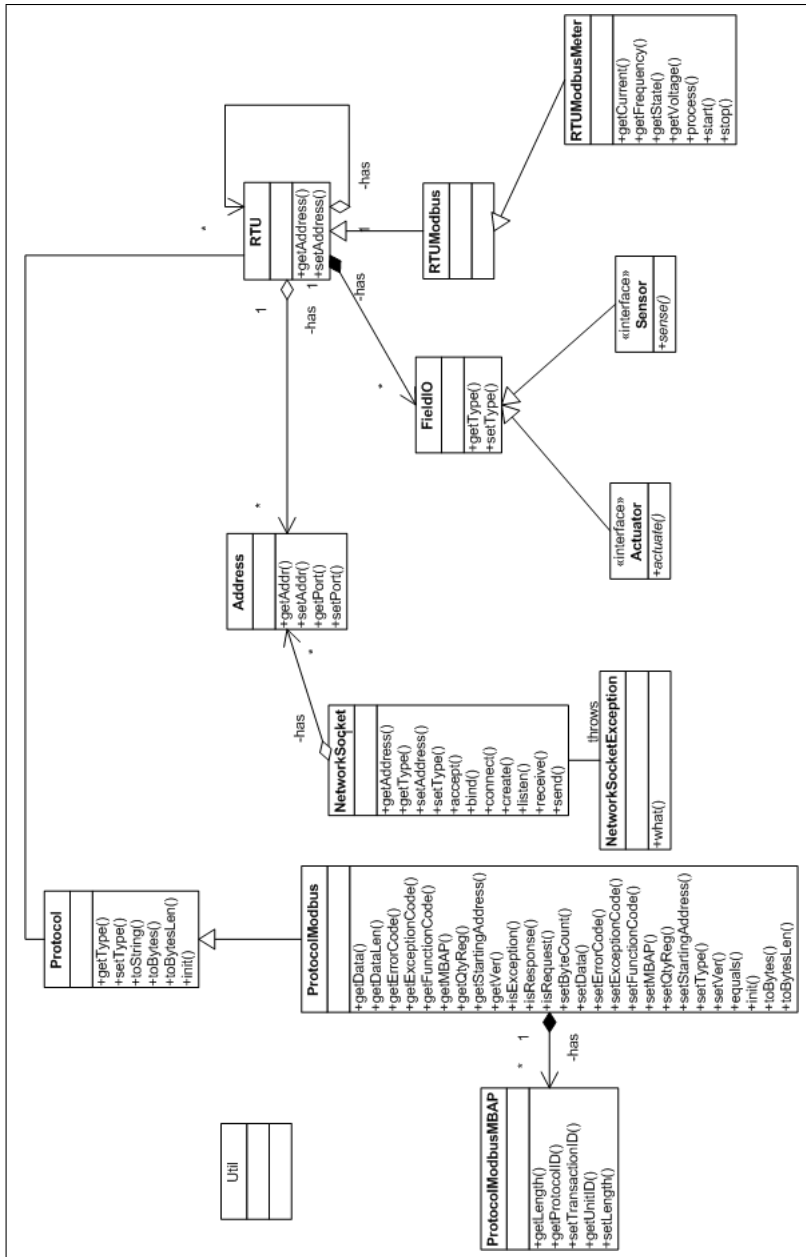 Util
Protocol
+getType()
+setType()
+toString()
+toBytes()
+toBytesLen()
+init()
*
RTU
+getAddress()
+setAddress()
-has
1
1
-has
1
-has
*
*
ProtocolModbusMBAP
+getLength()
+getProtocolID()
+setTransactionID()
+getUnitID()
+setLength()
*
1
-has
ProtocolModbus
+getData()
+getDataLen()
+getErrorCode()
+getExceptionCode()
+getFunctionCode()
+getMBAP()
+getQtyReg()
+getStartingAddress()
+getVer()
+isException()
+isResponse()
+isRequest()
+setByteCount()
+setData()
+setErrorCode()
+setExceptionCode()
+setFunctionCode()
+setMBAP()
+setQtyReg()
+setStartingAddress()
+setType()
+setVer()
+equals()
+init()
+toBytes()
+toBytesLen()
Address
+getAddr()
+setAddr()
+getPort()
+setPort()
*
-has
NetworkSocket
+getAddress()
+getType()
+setAddress()
+setType()
+accept()
+bind()
+connect()
+create()
+listen()
+receive()
+send()
throws
NetworkSocketException
+what()
FieldIO
+getType()
+setType()
RTUModbus
«interface»
Actuator
+actuate()
«interface»
Sensor
+sense()
RTUModbusMeter
+getCurrent()
+getFrequency()
+getState()
+getVoltage()
+process()
+start()
+stop()